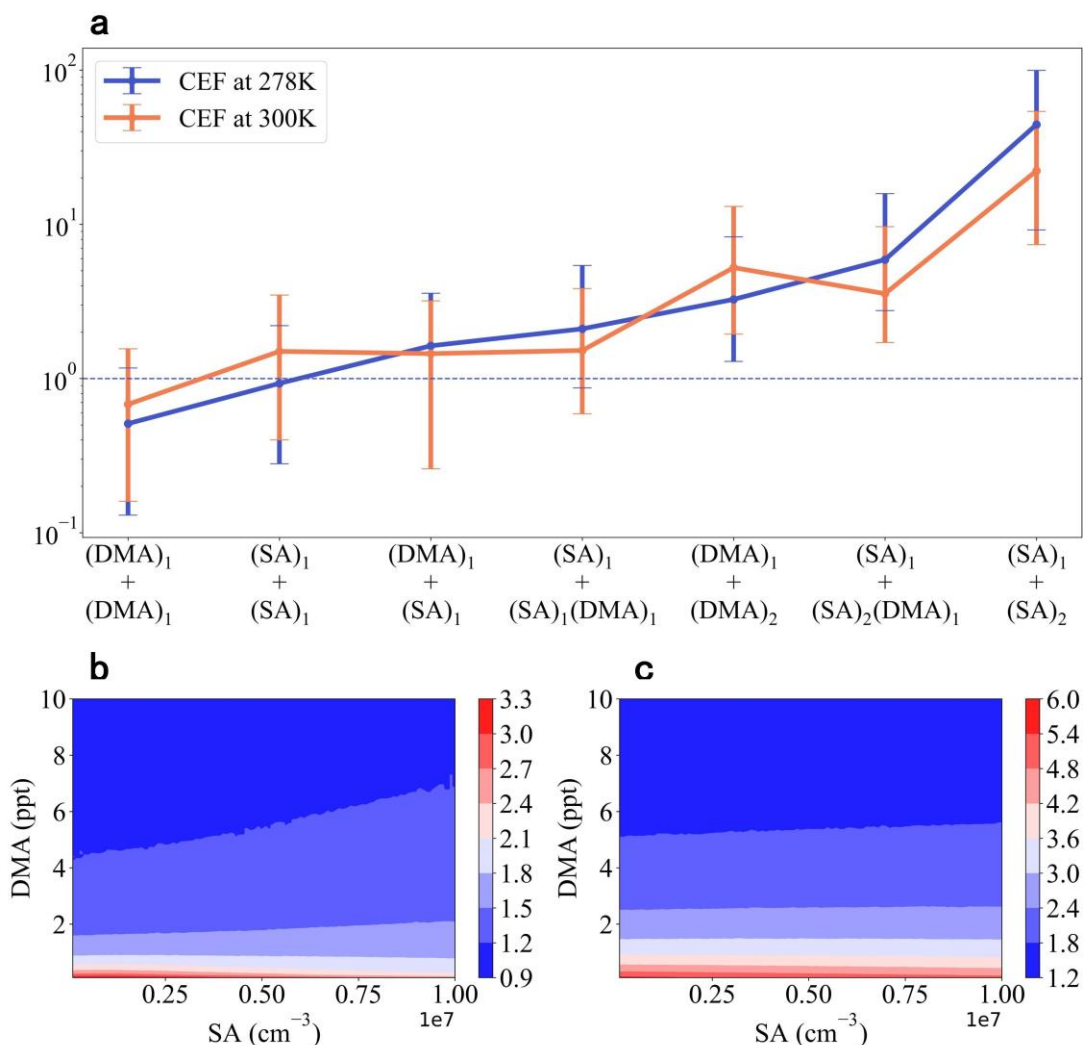 a
10²
10¹
10⁰
10⁻¹
CEF at 278K
CEF at 300K
(DMA)₁ + (DMA)₁
(SA)₁ + (SA)₁
(DMA)₁ + (SA)₁
(SA)₁ + (SA)₁(DMA)₁
(DMA)₁ + (DMA)₂
(SA)₁ + (SA)₂(DMA)₁
(SA)₁ + (SA)₂
b
DMA (ppt)
10
8
6
4
2
0.25 0.50 0.75 1.00
1e7
SA (cm⁻³)
3.3
3.0
2.7
2.4
2.1
1.8
1.5
1.2
0.9
c
DMA (ppt)
10
8
6
4
2
0.25 0.50 0.75 1.00
1e7
SA (cm⁻³)
6.0
5.4
4.8
4.2
3.6
3.0
2.4
1.8
1.2